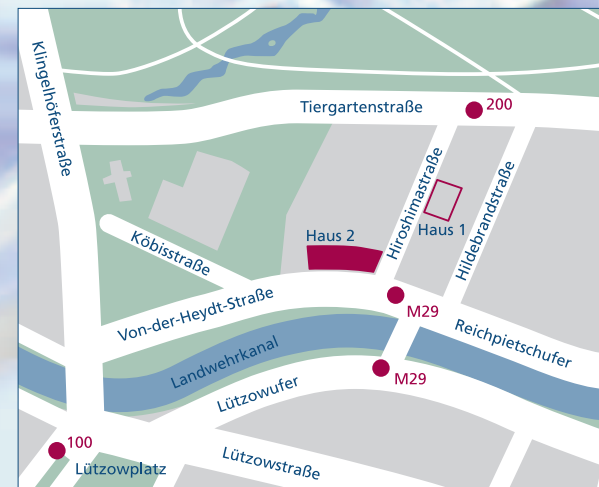 Klingelhöferstraße
Tiergartenstraße
200
Hiroshimastraße
Hildebrandstraße
Haus 1
Haus 2
Köbisstraße
Von-der-Heydt-Straße
M29
Reichpietschufer
Landwehrkanal
Lützowufer
M29
100
Lützowplatz
Lützowstraße